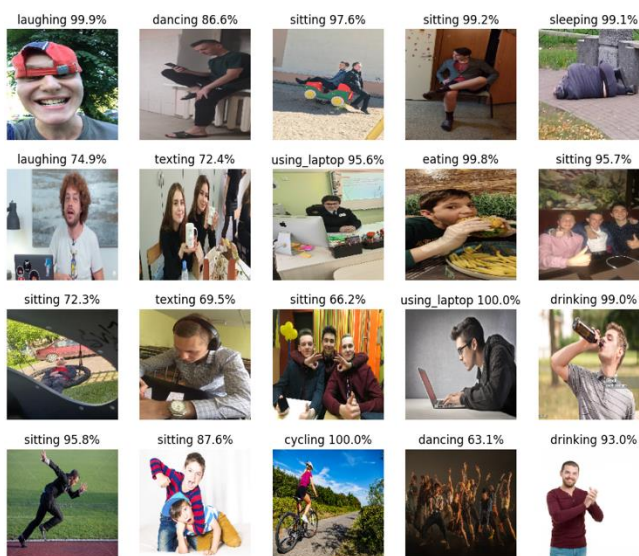 laughing 99.9% dancing 86.6% sitting 97.6% sitting 99.2% sleeping 99.1%
laughing 74.9% texting 72.4% using_laptop 95.6% eating 99.8% sitting 95.7%
sitting 72.3% texting 69.5% sitting 66.2% using_laptop 100.0% drinking 99.0%
sitting 95.8% sitting 87.6% cycling 100.0% dancing 63.1% drinking 93.0%